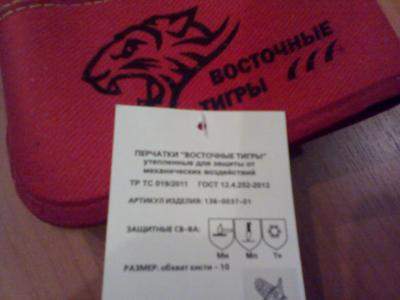 ВОСТОЧНЫЕ
ТИГРЫ
ПЕРЧАТКИ "ВОСТОЧНЫЕ ТИГРЫ"
утепленные для защиты от
механических воздействий
ТР ТС 019/2011 ГОСТ 12.4.252-2013
АРТИКУЛ ИЗДЕЛИЯ: 136-0037-01
ЗАЩИТНЫЕ СВ-ВА:
Ми Мп Тн
РАЗМЕР: обхват кисти - 10